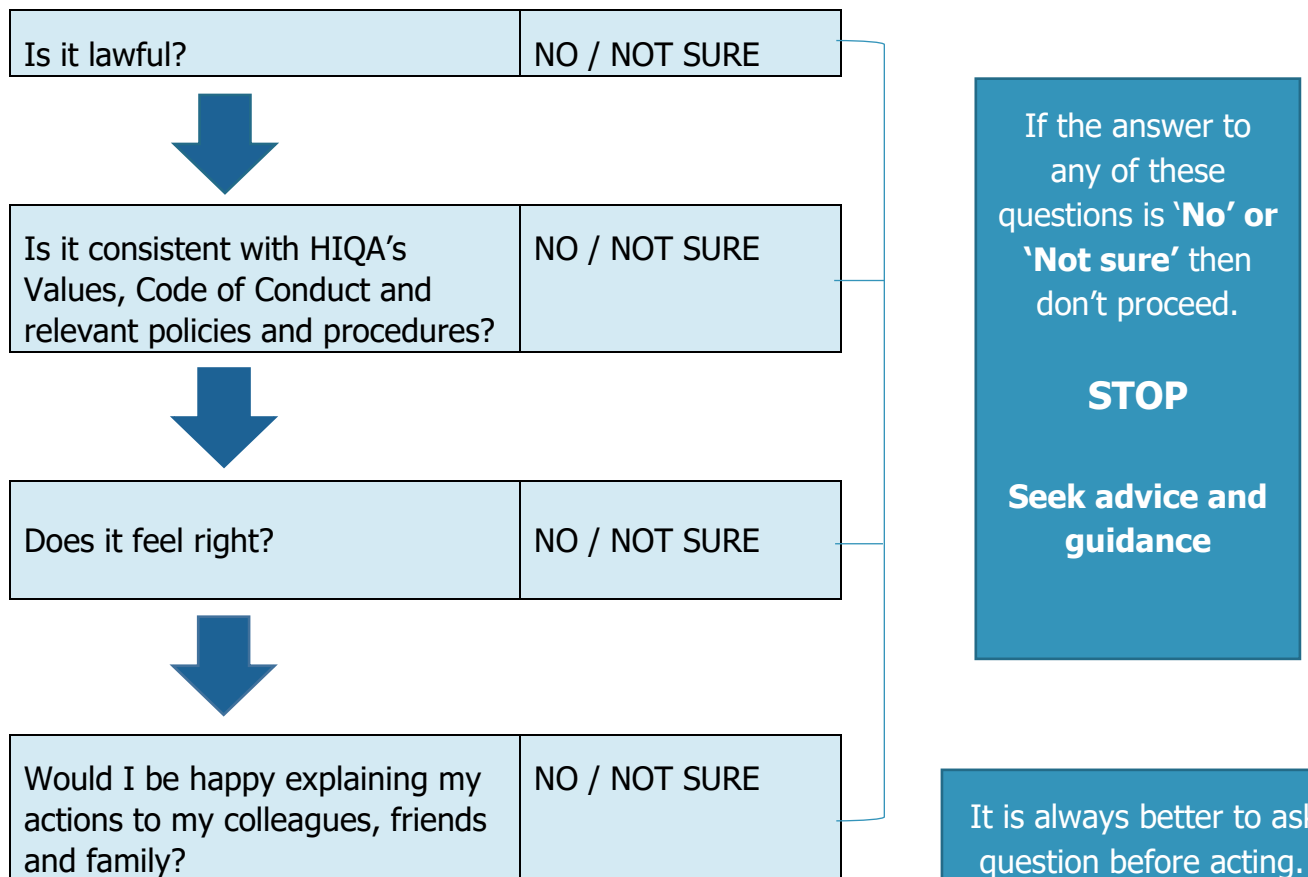 Is it lawful?
NO / NOT SURE
Is it consistent with HIQA’s
Values, Code of Conduct and
relevant policies and procedures?
NO / NOT SURE
Does it feel right?
NO / NOT SURE
Would I be happy explaining my
actions to my colleagues, friends
and family?
NO / NOT SURE
If the answer to
any of these
questions is ‘No’ or
‘Not sure’ then
don’t proceed.
STOP
Seek advice and
guidance
It is always better to ask
question before acting.